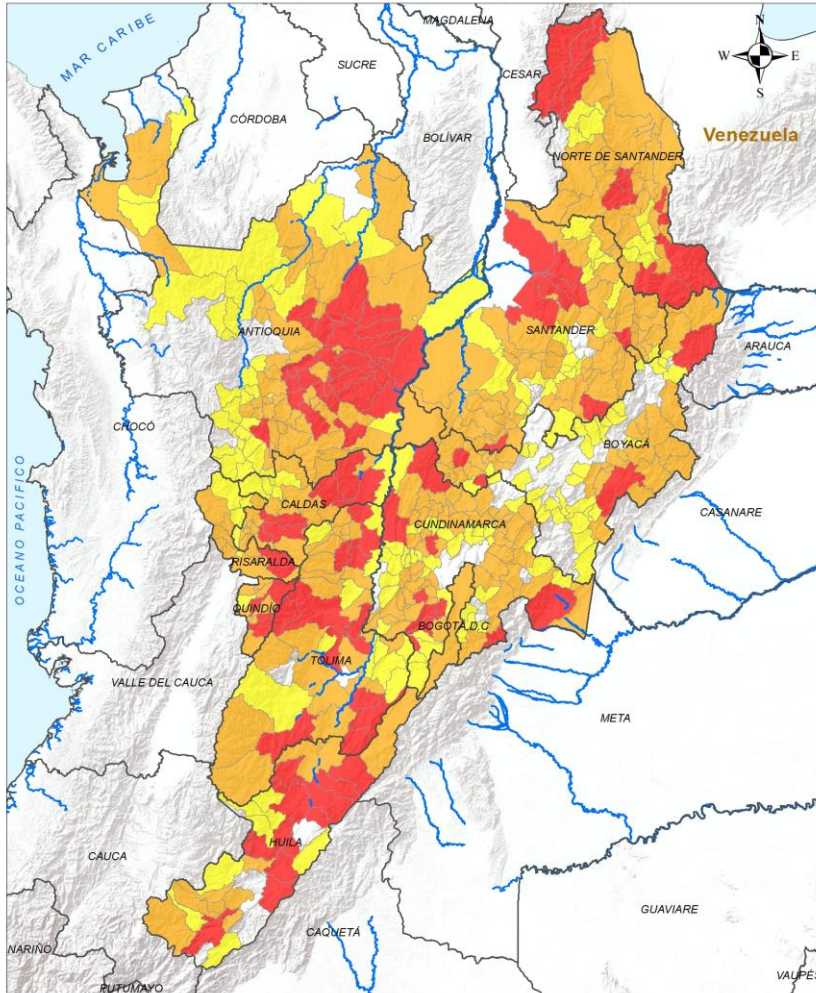 MAGDALENA
MAR CARIBE
N
W
E
S
SUCRE
CESAR
CÓRDOBA
BOLÍVAR
Venezuela
NORTE DE SANTANDER
ANTIOQUIA
SANTANDER
ARAUCA
CHOCÓ
BOYACÁ
OCEANO PACIFICO
CALDAS
CUNDINAMARCA
CASANARE
RISARALDA
QUINDÍO
BOGOTÁ, D.C
TOLIMA
VALLE DEL CAUCA
META
HUILA
CAUCA
GUAVIARE
CAQUETÁ
NARIÑO
VAUPÉS
PUTUMAYO